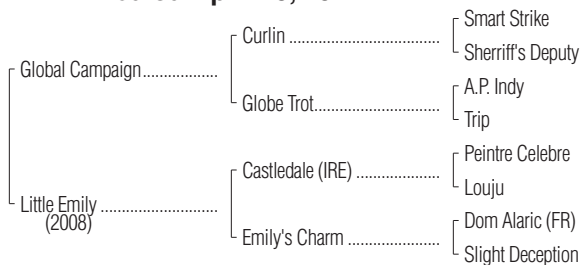 Smart Strike
Curlin ........................................
Sherriff's Deputy
Global Campaign...................
A.P. Indy
Globe Trot..................................
Trip
Peintre Celebre
Castledale (IRE) .......................
Louju
Little Emily ..............................
(2008)
Dom Alaric (FR)
Emily's Charm ..........................
Slight Deception